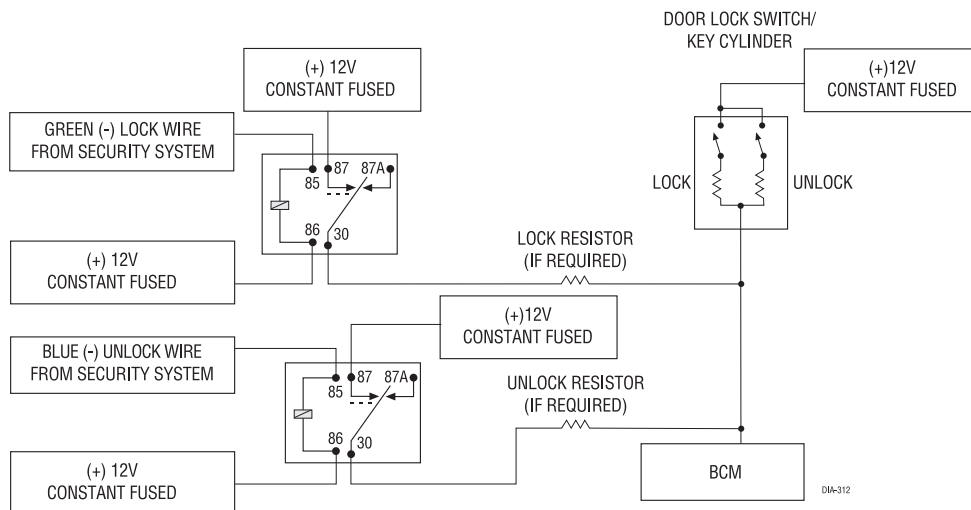 DOOR LOCK SWITCH/
KEY CYLINDER
(+) 12V
CONSTANT FUSED
(+)12V
CONSTANT FUSED
GREEN (-) LOCK WIRE
FROM SECURITY SYSTEM
87
87A
85
86
30
LOCK
UNLOCK
(+) 12V
CONSTANT FUSED
LOCK RESISTOR
(IF REQUIRED)
(+)12V
CONSTANT FUSED
BLUE (-) UNLOCK WIRE
FROM SECURITY SYSTEM
87
87A
85
86
30
UNLOCK RESISTOR
(IF REQUIRED)
(+) 12V
CONSTANT FUSED
BCM
DIA-312